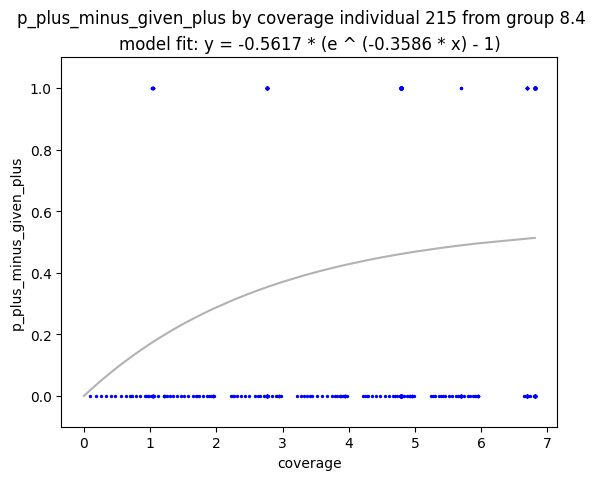 p_plus_minus_given_plus by coverage individual 215 from group 8.4
model fit: y = -0.5617 * (e ^ (-0.3586 * x) - 1)
1.0
0.8
0.6
0.4
0.2
0.0
p_plus_minus_given_plus
0 1 2 3 4 5 6 7
coverage